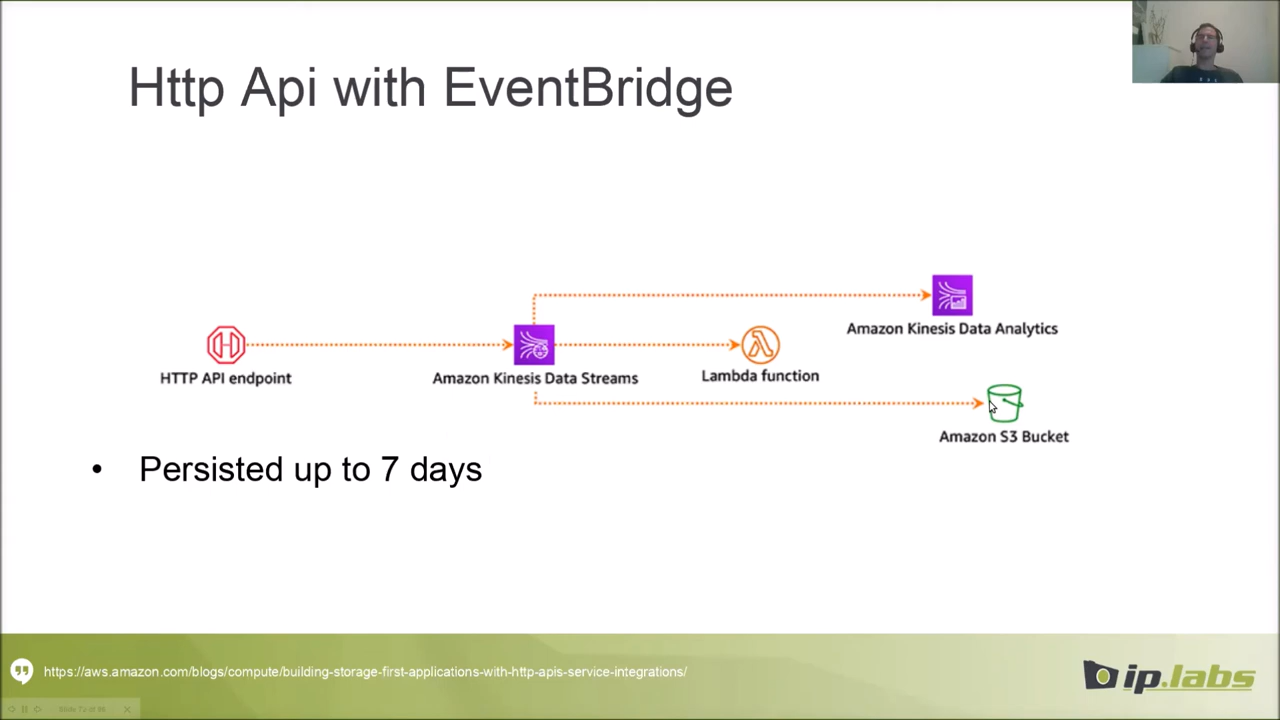 Http Api with EventBridge
Amazon Kinesis Data Analytics
HTTP API endpoint
Amazon Kinesis Data Streams
Lambda function
Amazon S3 Bucket
• Persisted up to 7 days
https://aws.amazon.com/blogs/compute/building-storage-first-applications-with-http-apis-service-integrations/
ip.labs